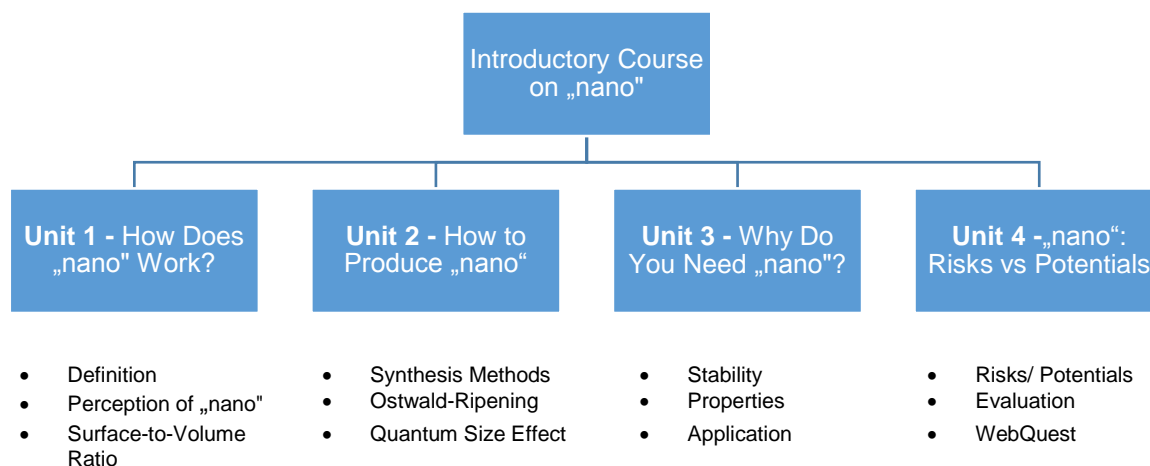 Introductory Course
on „nano"
Unit 1 - How Does
„nano" Work?
Unit 2 - How to
Produce „nano“
Unit 3 - Why Do
You Need „nano"?
Unit 4 -„nano“:
Risks vs Potentials
• Definition
• Perception of „nano"
• Surface-to-Volume
Ratio
• Synthesis Methods
• Ostwald-Ripening
• Quantum Size Effect
• Stability
• Properties
• Application
• Risks/ Potentials
• Evaluation
• WebQuest